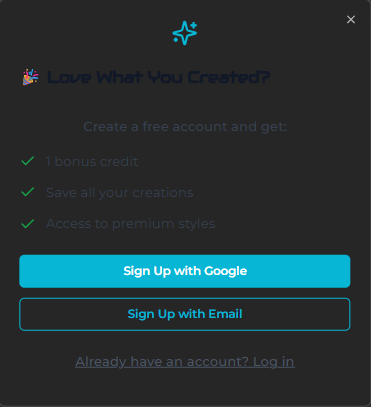 🎉 Love What You Created?
Create a free account and get:
1 bonus credit
Save all your creations
Access to premium styles
Sign Up with Google
Sign Up with Email
Already have an account? Log in